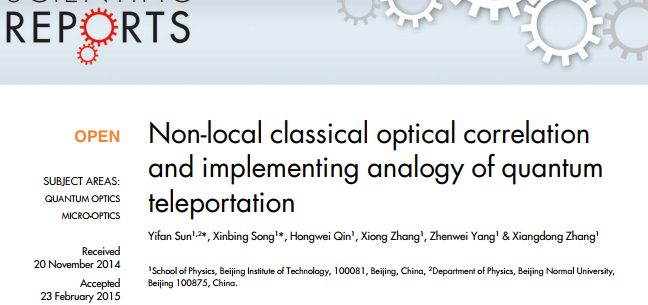 REPORTS
OPEN
SUBJECT AREAS:
QUANTUM OPTICS
MICRO-OPTICS
Received
20 November 2014
Accepted
23 February 2015
Non-local classical optical correlation
and implementing analogy of quantum
teleportation
Yifan Sun¹,²*, Xinbing Song¹*, Hongwei Qin¹, Xiong Zhang¹, Zhenwei Yang¹ & Xiangdong Zhang¹
¹School of Physics, Beijing Institute of Technology, 100081, Beijing, China, ²Department of Physics, Beijing Normal University,
Beijing 100875, China.